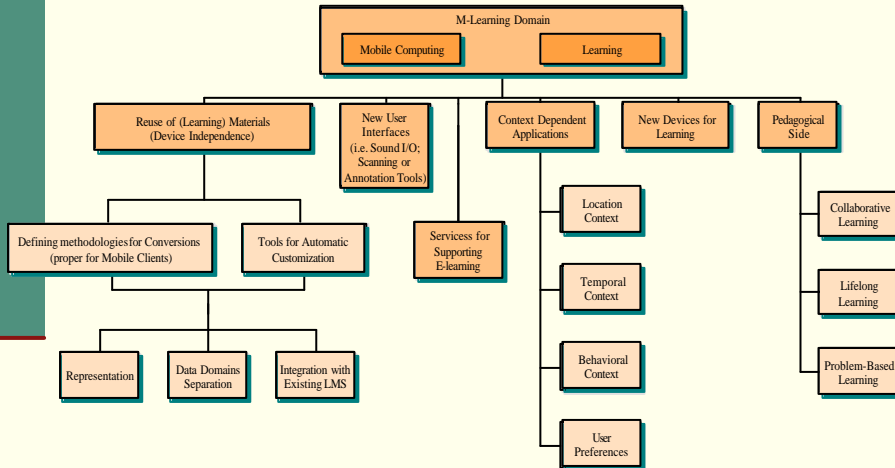 M-Learning Domain
Mobile Computing
Learning
Reuse of (Learning) Materials
(Device Independence)
New User
Interfaces
(i.e. Sound I/O;
Scanning or
Annotation Tools)
Context Dependent
Applications
New Devices for
Learning
Pedagogical
Side
Defining methodologies for Conversions
(proper for Mobile Clients)
Tools for Automatic
Customization
Servicess for
Supporting
E-learning
Location
Context
Temporal
Context
Behavioral
Context
User
Preferences
Collaborative
Learning
Lifelong
Learning
Problem-Based
Learning
Representation
Data Domains
Separation
Integration with
Existing LMS